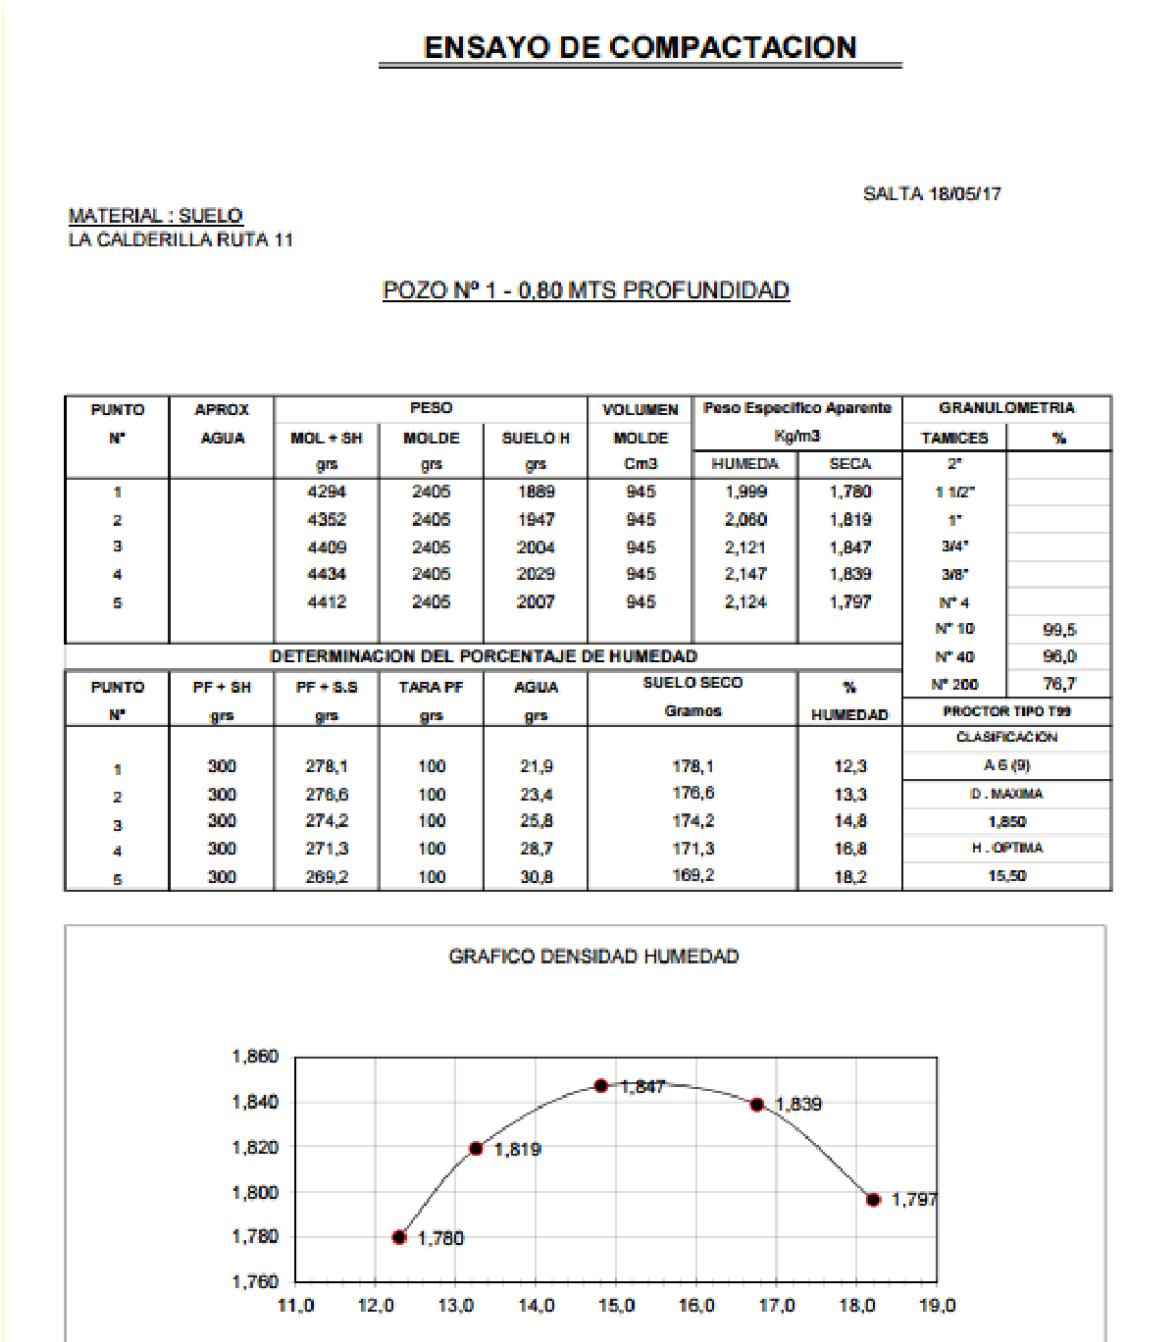 ENSAYO DE COMPACTACION
SALTA 18/05/17
MATERIAL : SUELO
LA CALDERILLA RUTA 11
POZO Nº 1 - 0,80 MTS PROFUNDIDAD
PUNTO APROX PESO VOLUMEN Peso Especifico Aparente GRANULOMETRIA
Nº AGUA MOL + SH MOLDE SUELO H MOLDE Kg/m3 TAMICES %
grs grs grs Cm3 HUMEDA SECA 2"
1 4294 2405 1889 945 1,999 1,780 1 1/2"
2 4352 2405 1947 945 2,060 1,819 1"
3 4409 2405 2004 945 2,121 1,847 3/4"
4 4434 2405 2029 945 2,147 1,839 3/8"
5 4412 2405 2007 945 2,124 1,797 Nº 4
Nº 10 99,5
DETERMINACION DEL PORCENTAJE DE HUMEDAD Nº 40 96,0
PUNTO PF + SH PF + S.S TARA PF AGUA SUELO SECO % Nº 200 76,7
Nº grs grs grs grs Gramos HUMEDAD PROCTOR TIPO T99
CLASIFICACION
1 300 278,1 100 21,9 178,1 12,3 A 6 (9)
2 300 276,6 100 23,4 176,6 13,3 D . MAXIMA
3 300 274,2 100 25,8 174,2 14,8 1,850
4 300 271,3 100 28,7 171,3 16,8 H . OPTIMA
5 300 269,2 100 30,8 169,2 18,2 15,50
GRAFICO DENSIDAD HUMEDAD
1,860
1,840
1,820
1,800
1,780
1,760
1,847
1,839
1,819
1,797
1,780
11,0 12,0 13,0 14,0 15,0 16,0 17,0 18,0 19,0